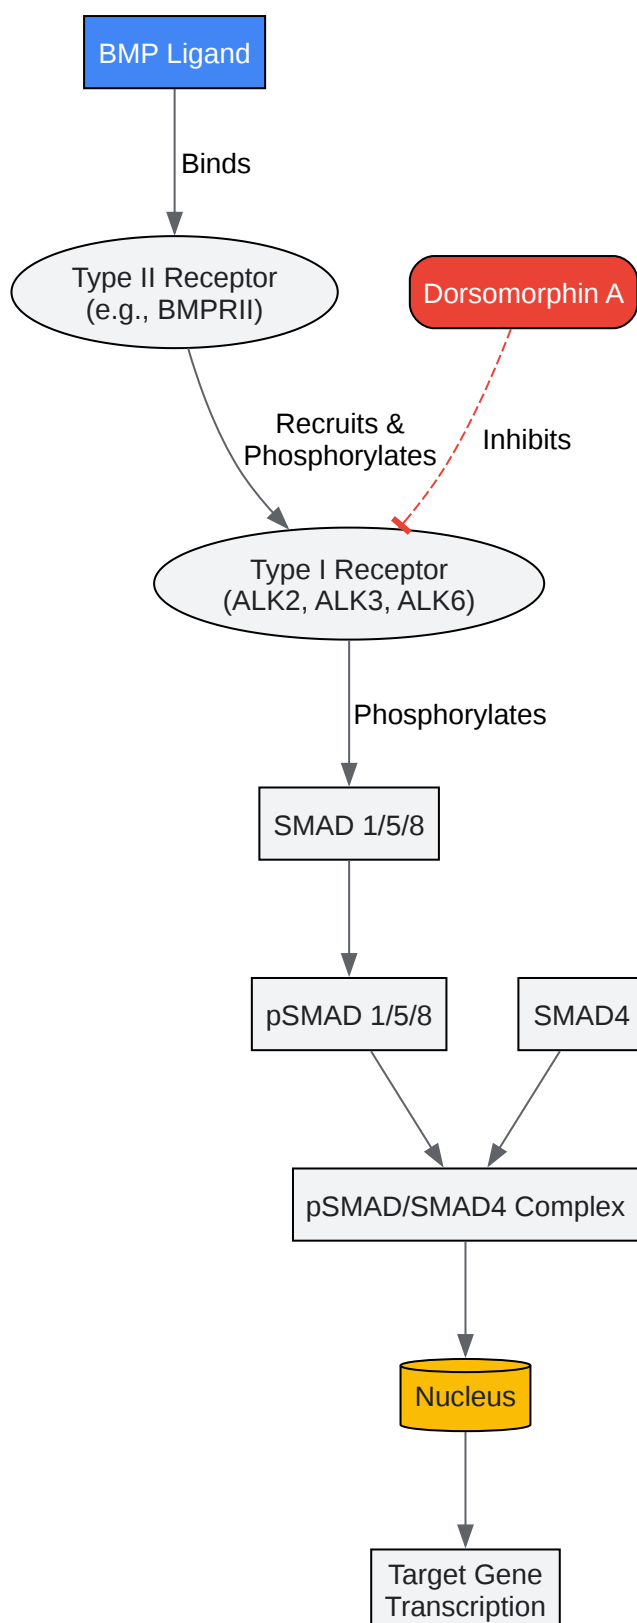 BMP Ligand
Binds
Type II Receptor
(e.g., BMPRII)
Dorsomorphin A
Recruits &
Phosphorylates
Inhibits
Type I Receptor
(ALK2, ALK3, ALK6)
Phosphorylates
SMAD 1/5/8
pSMAD 1/5/8
SMAD4
pSMAD/SMAD4 Complex
Nucleus
Target Gene
Transcription